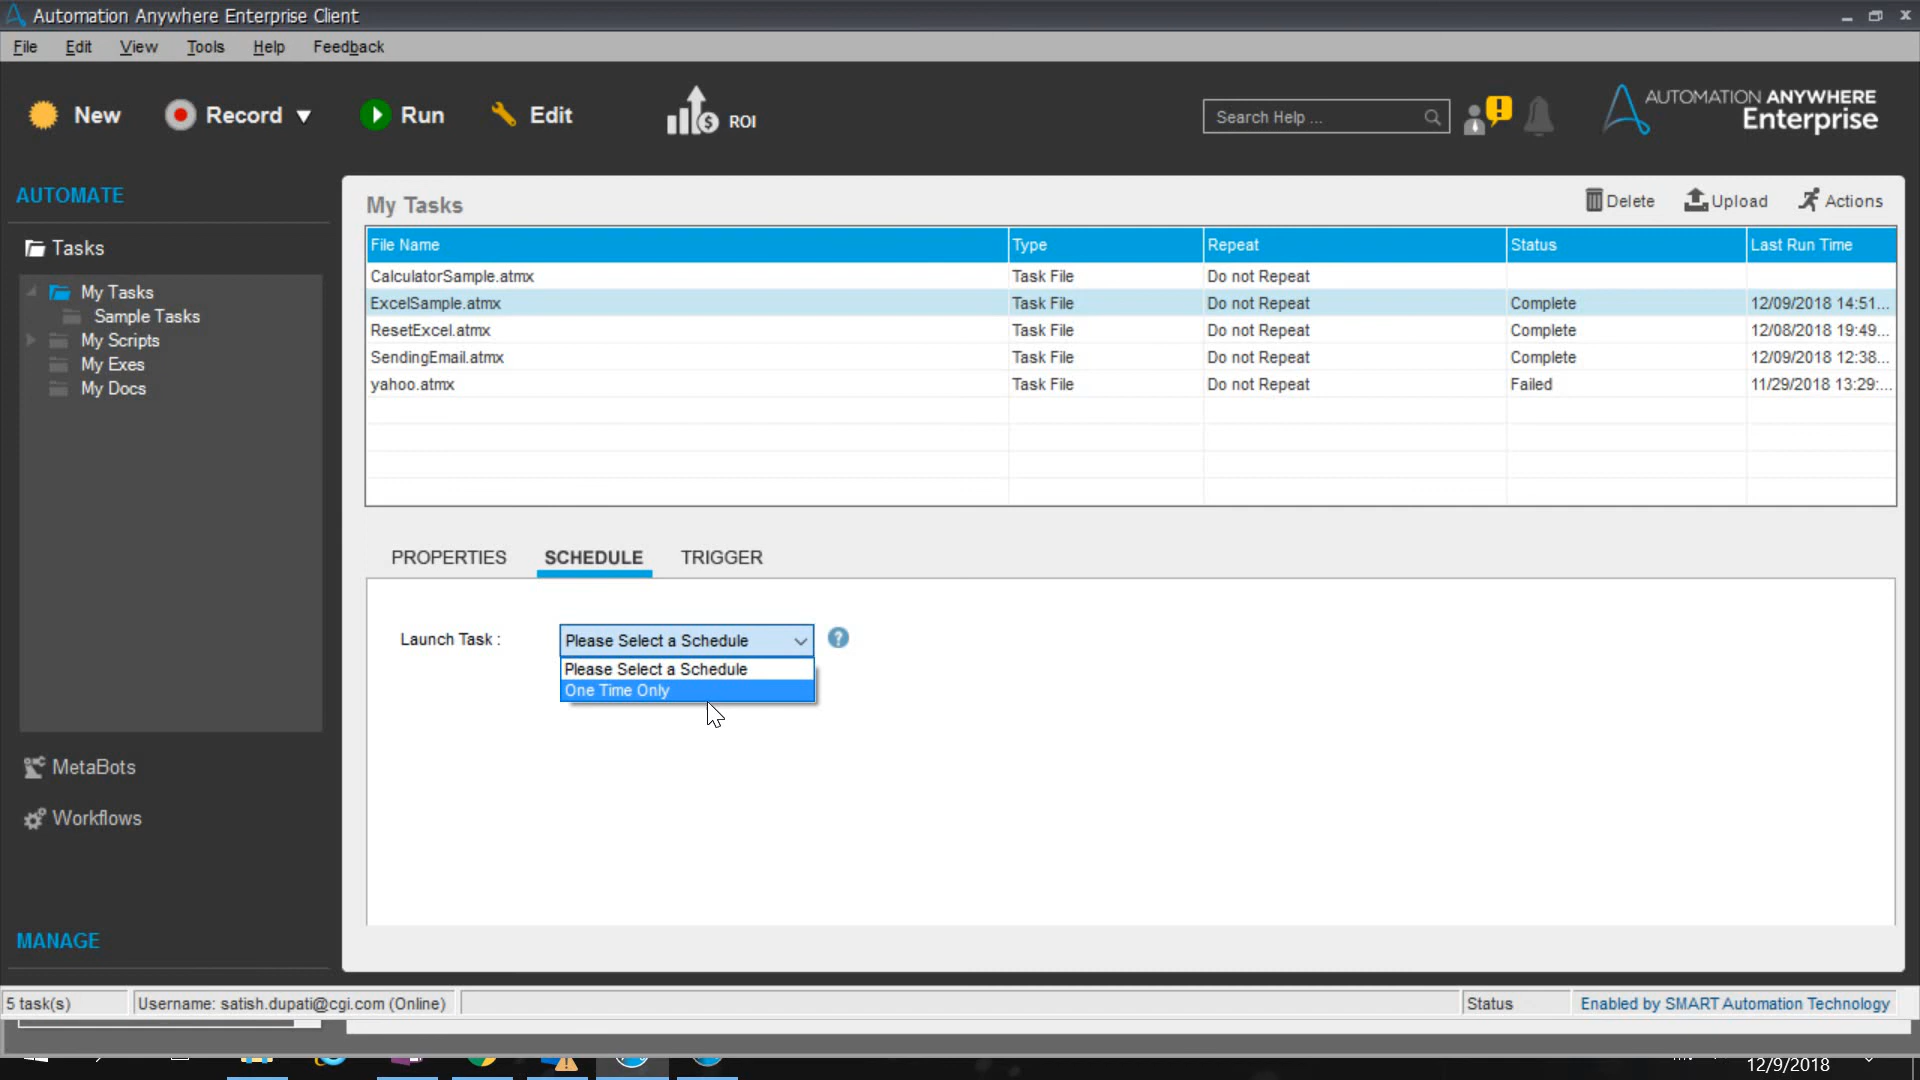 Automation Anywhere Enterprise Client
File Edit View Tools Help Feedback
New Record Run Edit ROI
Search Help ...
AUTOMATION ANYWHERE
Enterprise
AUTOMATE
Tasks
My Tasks
Sample Tasks
My Scripts
My Exes
My Docs
MetaBots
Workflows
MANAGE
My Tasks
Delete Upload Actions
File Name Type Repeat Status Last Run Time
CalculatorSample.atmx Task File Do not Repeat
ExcelSample.atmx Task File Do not Repeat Complete 12/09/2018 14:51...
ResetExcel.atmx Task File Do not Repeat Complete 12/08/2018 19:49...
SendingEmail.atmx Task File Do not Repeat Complete 12/09/2018 12:38...
yahoo.atmx Task File Do not Repeat Failed 11/29/2018 13:29:...
PROPERTIES SCHEDULE TRIGGER
Launch Task : Please Select a Schedule ?
Please Select a Schedule
One Time Only
5 task(s) Username: satish.dupati@cgi.com (Online) Status Enabled by SMART Automation Technology
12/9/2018